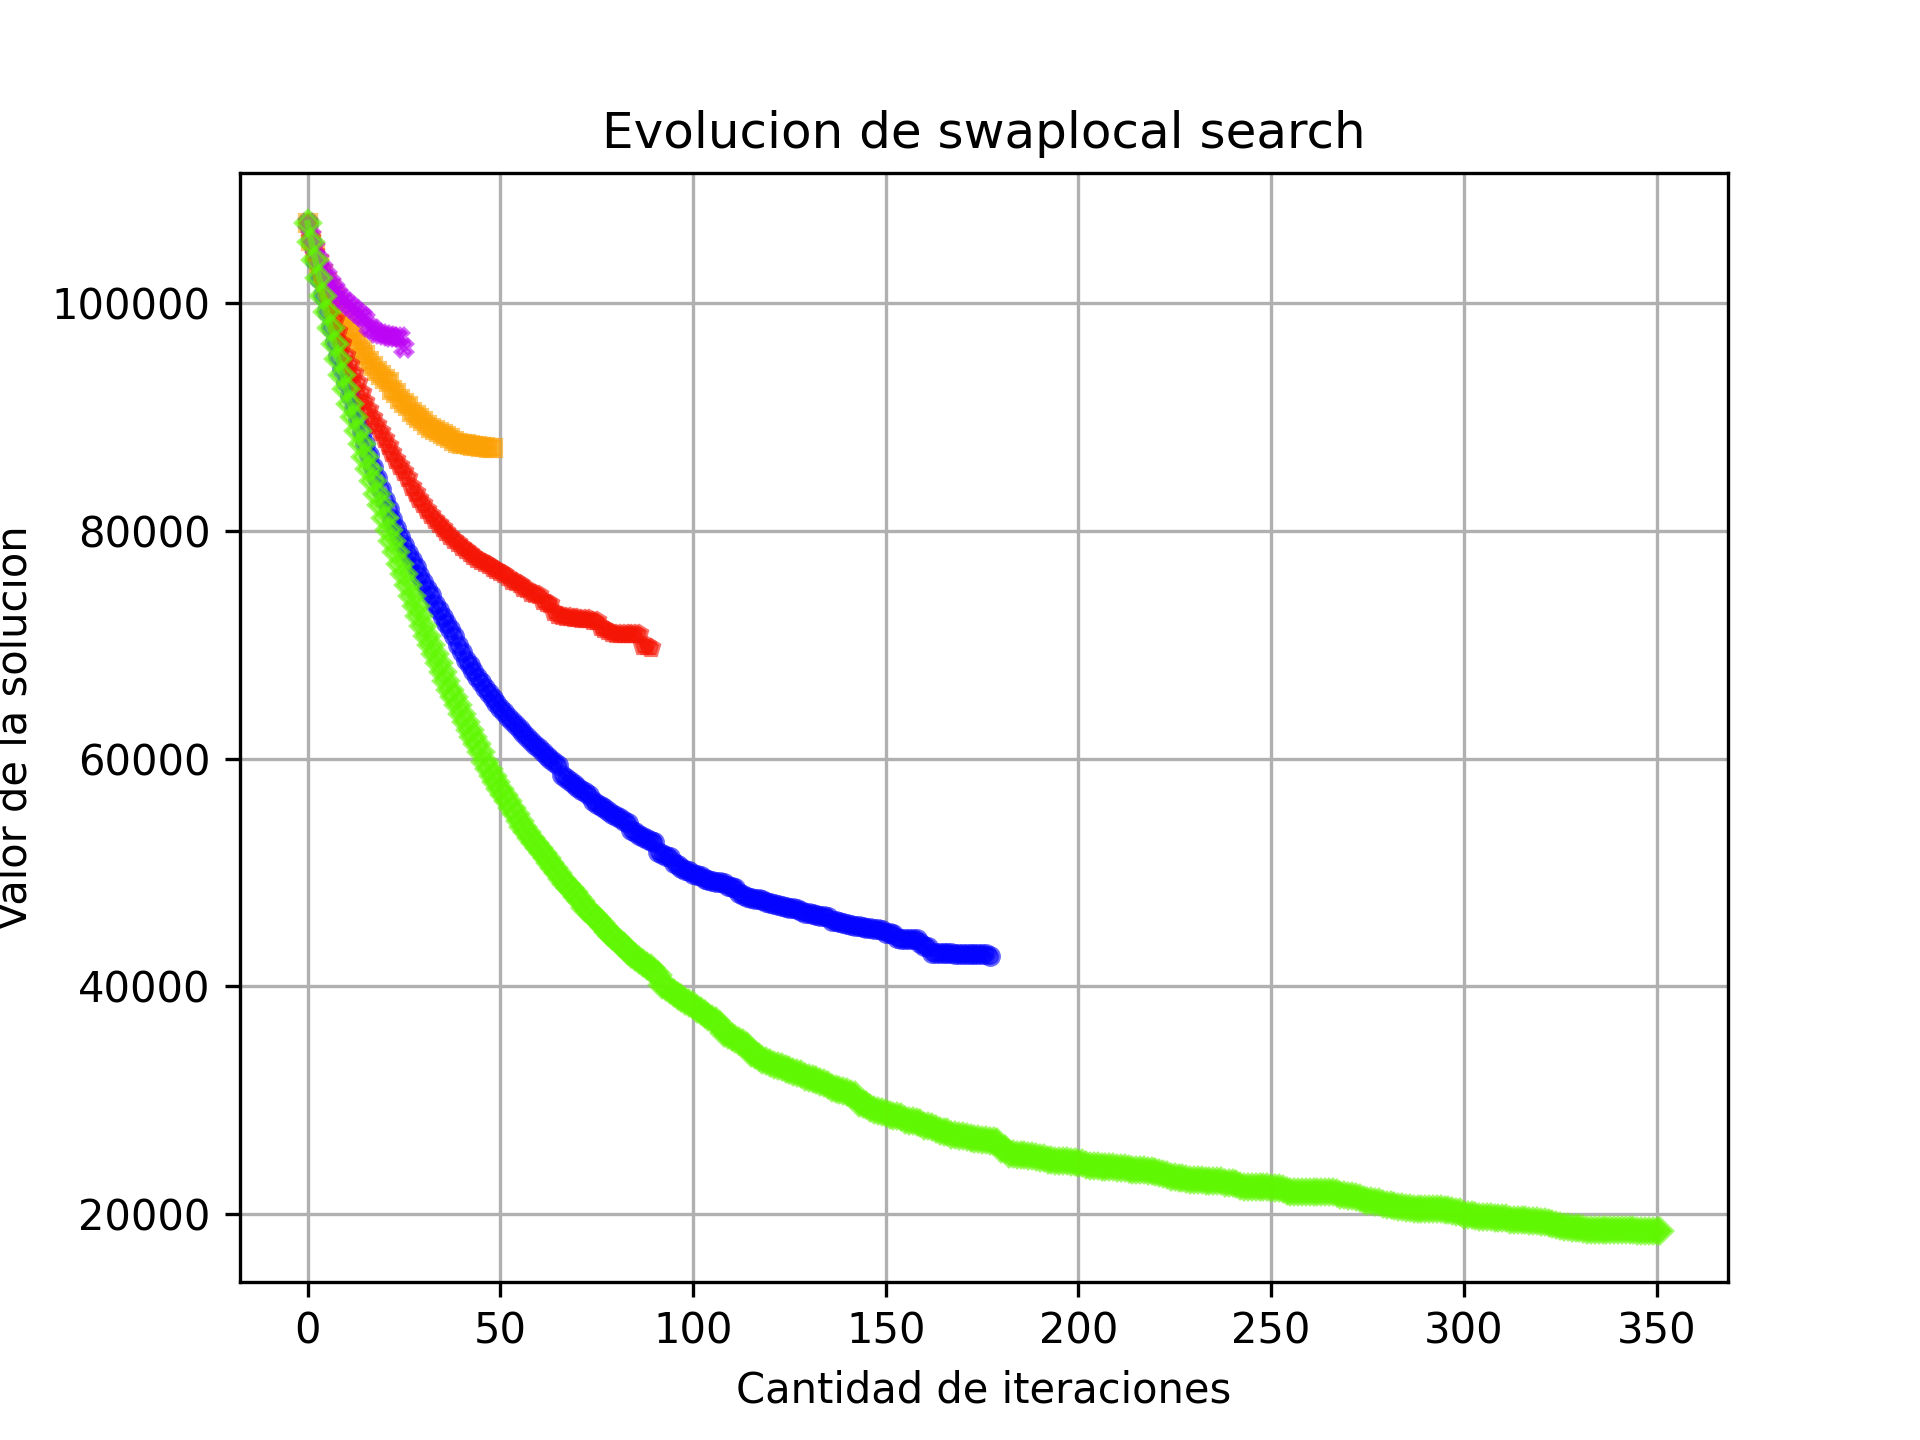 Evolucion de swaplocal search
Valor de la solucion
100000
80000
60000
40000
20000
0 50 100 150 200 250 300 350
Cantidad de iteraciones